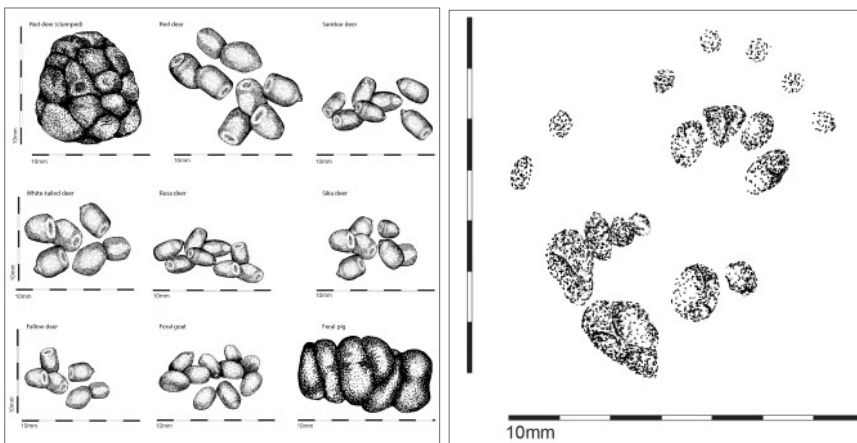 Red deer (clumped)
Red deer
Sambar deer
10mm
10mm
10mm
10mm
White-tailed deer
Rusa deer
Sika deer
10mm
10mm
10mm
10mm
Fallow deer
Feral goat
Feral pig
10mm
10mm
10mm
10mm
10mm